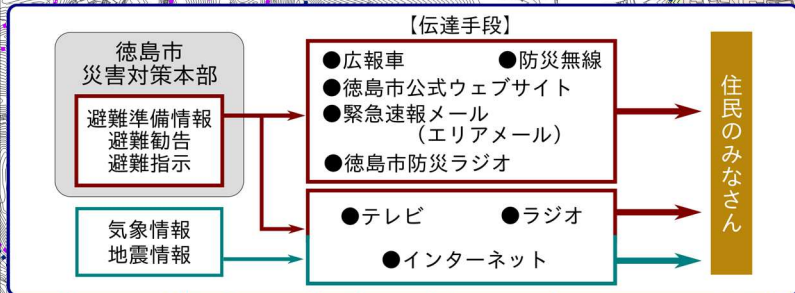 【伝達手段】
徳島市
災害対策本部
避難準備情報
避難勧告
避難指示
気象情報
地震情報
●広報車 ●防災無線
●徳島市公式ウェブサイト
●緊急速報メール
（エリアメール）
●徳島市防災ラジオ
●テレビ ●ラジオ
●インターネット
住民のみなさん